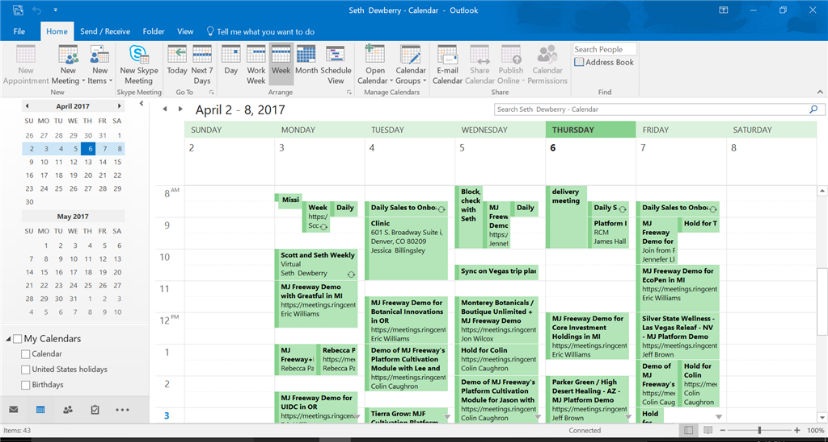 Seth Dewberry - Calendar - Outlook
File Home Send / Receive Folder View Tell me what you want to do
New Appointment
New Meeting
New Items
New Skype Meeting
Today
Next 7 Days
Day
Work Week
Week
Month
Schedule View
Open Calendar
Calendar Groups
E-mail Calendar
Share Calendar
Publish Online
Calendar Permissions
Search People
Address Book
New
Skype Meeting
Go To
Arrange
Manage Calendars
Share
Find
April 2017
SU MO TU WE TH FR SA
26 27 28 29 30 31 1
2 3 4 5 6 7 8
9 10 11 12 13 14 15
16 17 18 19 20 21 22
23 24 25 26 27 28 29
30
May 2017
SU MO TU WE TH FR SA
1 2 3 4 5 6
7 8 9 10 11 12 13
14 15 16 17 18 19 20
21 22 23 24 25 26 27
28 29 30 31 1 2 3
4 5 6 7 8 9 10
My Calendars
Calendar
United States holidays
Birthdays
April 2 - 8, 2017
Search Seth Dewberry - Calendar
SUNDAY MONDAY TUESDAY WEDNESDAY THURSDAY FRIDAY SATURDAY
2 3 4 5 6 7 8
8 AM
9
10
11
12 PM
1
2
3
Missi
Week
https:/
Scc
Daily
Scott and Seth Weekly
Virtual
Seth Dewberry
MJ Freeway Demo
with Greatful in MI
https://meetings.ringcent
Eric Williams
MJ
Freeway+
Rebecca Pa
Rebecca P
https://me
Rebecca Pa
MJ Freeway Demo for
UIDC in MI
https://meetings.ringcent
Daily Sales to Onbo
Clinic
601 S. Broadway Suite i,
Denver, CO 80209
Jessica Billingsley
MJ Freeway Demo for
Botanical Innovations
in OR
https://meetings.ringcent
Eric Williams
Demo of MJ Freeway's
Platform Cultivation
Module with Lee and
https://meetings.ringcent
Colin Caughron
Tierra Grow: MJF
Cultivation Platform
Block,
check
with
Seth
MJ
Freew
Demc
https:/
Jennel
Daily
Sync on Vegas trip plan
Monterey Botanicals /
Boutique Unlimited +
MJ Freeway Demo
https://meetings.ringcent
Jon Wilcox
Hold for Colin
https://meetings.ringcent
Colin Caughron
Demo of MJ Freeway's
Platform Cultivation
Module for Jason with
https://meetings.ringcent
Colin Caughron
delivery
meeting
Daily S
Platform I
RCM
James Hall
MJ Freeway Demo for
Core Investment
Holdings in MI
https://meetings.ringcent
Eric Williams
Parker Green / High
Desert Healing - AZ -
MJ Platform Demo
https://meetings.ringcent
Jeff Brown
Daily Sales to Onbo
MJ
Freeway
Demo for
Join from F
Jennefer Ll
Hold for T
MJ Freeway Demo for
EcoPen in MI
https://meetings.ringcent
Eric Williams
Silver State Wellness -
Las Vegas Releaf - NV
- MJ Platform Demo
https://meetings.ringcent
Jeff Brown
Demo of
MJ
Freeway's
https://me
Colin Caug
Hold for
Colin
https://me
Colin Caug
Hold
for
Items: 43
Connected
100%